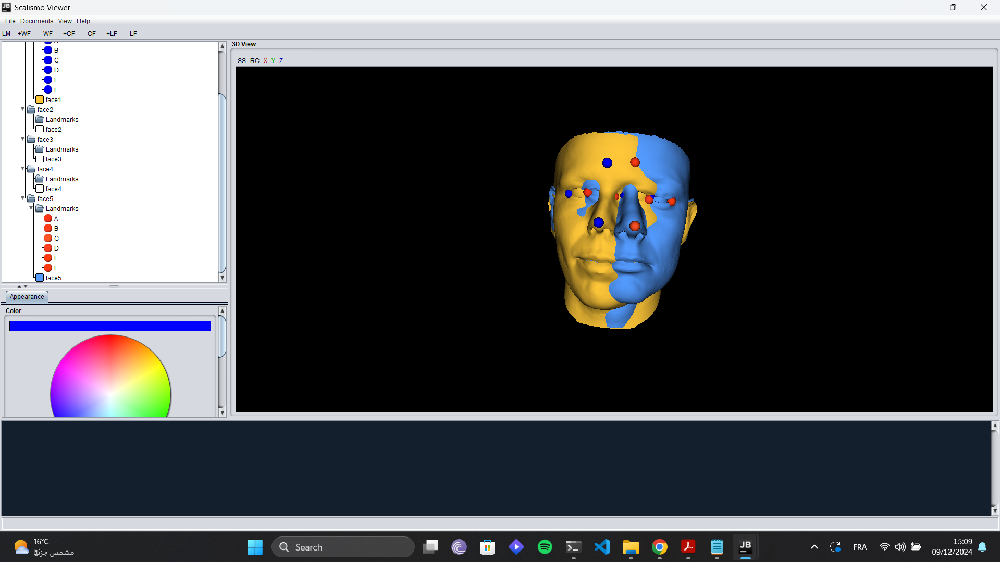 JB
Scalismo Viewer
File Documents View Help
LM +WF -WF +CF -CF +LF -LF
A
B
C
D
E
F
face1
face2
Landmarks
face2
face3
Landmarks
face3
face4
Landmarks
face4
face5
Landmarks
A
B
C
D
E
F
face5
Appearance
Color
3D View
SS RC X Y Z
16°C
مشمس جزئيًا
Search
JB
FRA
15:09
09/12/2024